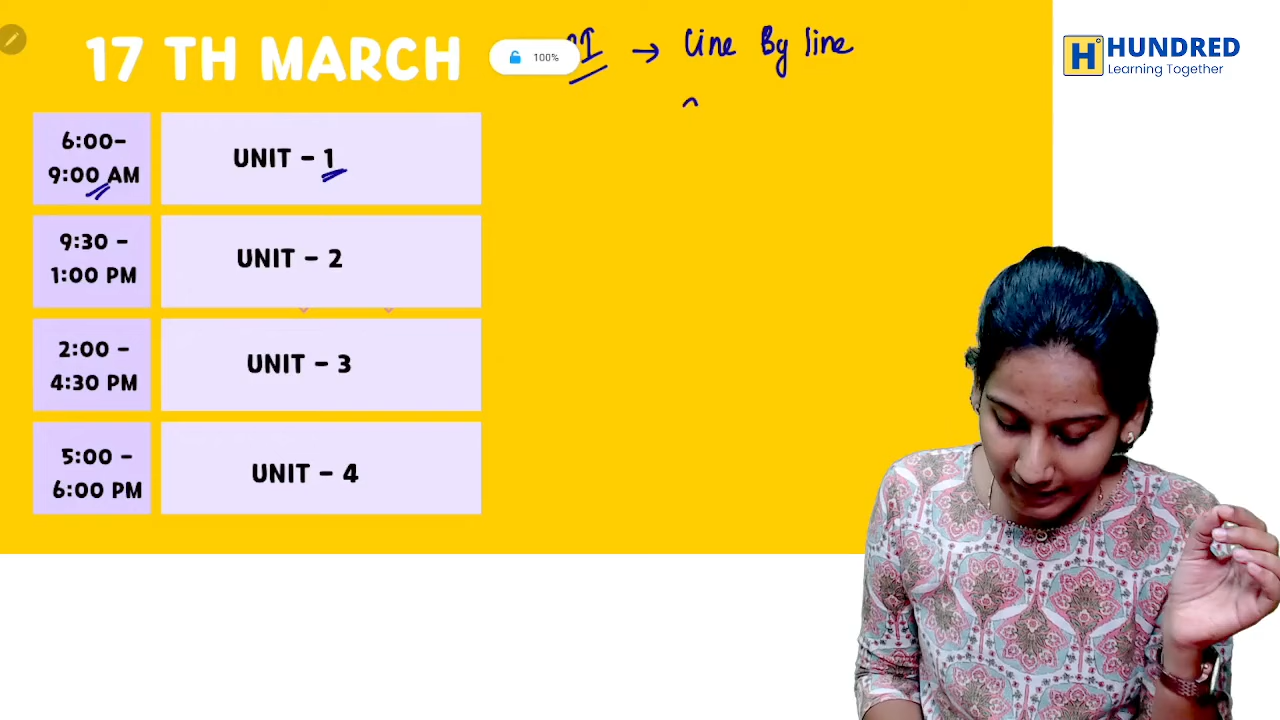 17 TH MARCH
100%
→ Line By line
H° HUNDRED
Learning Together
6:00-
9:00 AM
UNIT - 1
9:30 -
1:00 PM
UNIT - 2
2:00 -
4:30 PM
UNIT - 3
5:00 -
6:00 PM
UNIT - 4